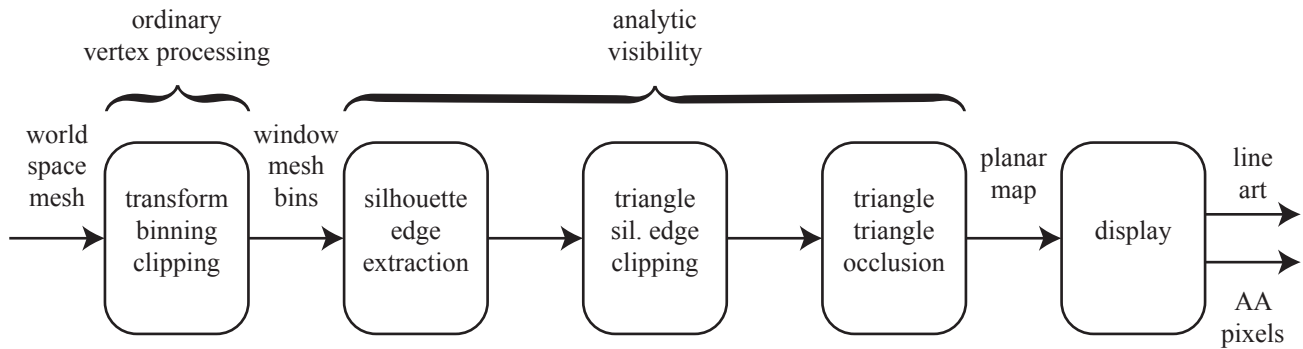 ordinary
vertex processing
analytic
visibility
world
space
mesh
transform
binning
clipping
window
mesh
bins
silhouette
edge
extraction
triangle
sil. edge
clipping
triangle
triangle
occlusion
planar
map
display
line
art
AA
pixels